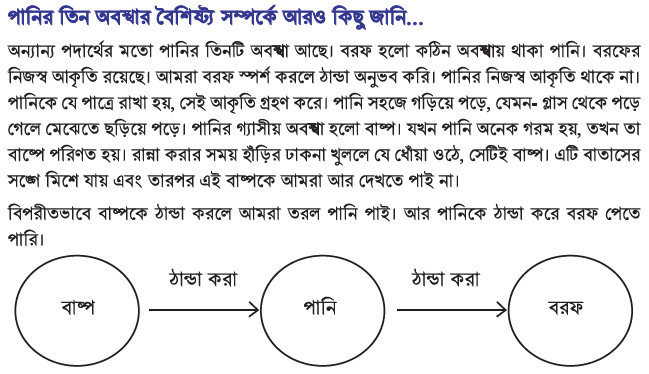 পানির তিন অবস্থার বৈশিষ্ট্য সম্পর্কে আরও কিছু জানি...
অন্যান্য পদার্থের মতো পানির তিনটি অবস্থা আছে। বরফ হলো কঠিন অবস্থায় থাকা পানি। বরফের
নিজস্ব আকৃতি রয়েছে। আমরা বরফ স্পর্শ করলে ঠান্ডা অনুভব করি। পানির নিজস্ব আকৃতি থাকে না।
পানিকে যে পাত্রে রাখা হয়, সেই আকৃতি গ্রহণ করে। পানি সহজে গড়িয়ে পড়ে, যেমন- গ্লাস থেকে পড়ে
গেলে মেঝেতে ছড়িয়ে পড়ে। পানির গ্যাসীয় অবস্থা হলো বাষ্প। যখন পানি অনেক গরম হয়, তখন তা
বাষ্পে পরিণত হয়। রান্না করার সময় হাঁড়ির ঢাকনা খুললে যে ধোঁয়া ওঠে, সেটিই বাষ্প। এটি বাতাসের
সঙ্গে মিশে যায় এবং তারপর এই বাষ্পকে আমরা আর দেখতে পাই না।
বিপরীতভাবে বাষ্পকে ঠান্ডা করলে আমরা তরল পানি পাই। আর পানিকে ঠান্ডা করে বরফ পেতে
পারি।
ঠান্ডা করা ঠান্ডা করা
বাষ্প পানি বরফ